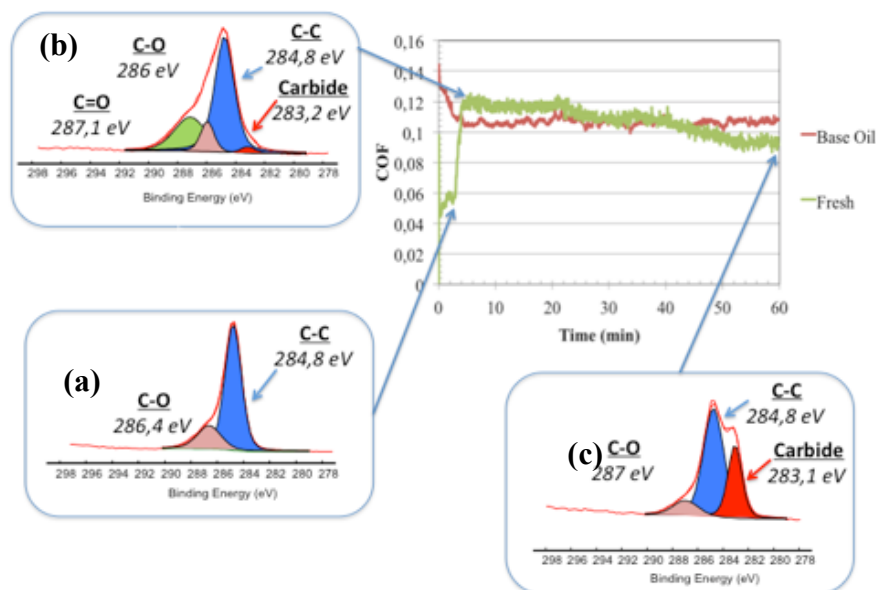 (b)
C-O
286 eV
C-C
284,8 eV
C=O
287,1 eV
Carbide
283,2 eV
298 296 294 292 290 288 286 284 282 280 278
Binding Energy (eV)
0,16
0,14
0,12
0,1
0,08
0,06
0,04
0,02
0
COF
0 10 20 30 40 50 60
Time (min)
Base Oil
Fresh
(a)
C-C
284,8 eV
C-O
286,4 eV
298 296 294 292 290 288 286 284 282 280 278
Binding Energy (eV)
(c)
C-C
284,8 eV
C-O
287 eV
Carbide
283,1 eV
298 296 294 292 290 288 286 284 282 280 278
Binding Energy (eV)